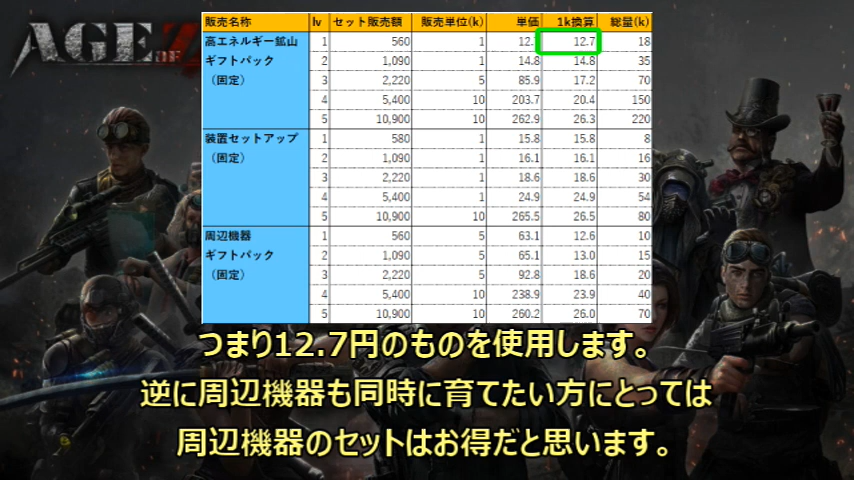 AGE OF Z
販売名称 lv セット販売額 販売単位(k) 単価 1k換算 総量(k)
高エネルギー鉱山 1 560 1 12.7 12.7 18
ギフトパック 2 1,090 1 14.8 14.8 35
（固定） 3 2,220 5 85.9 17.2 70
4 5,400 10 203.7 20.4 150
5 10,900 10 262.9 26.3 220
装置セットアップ 1 580 1 15.8 15.8 8
（固定） 2 1,090 1 16.1 16.1 16
3 2,220 1 18.6 18.6 30
4 5,400 1 24.9 24.9 54
5 10,900 10 265.5 26.5 80
周辺機器 1 560 5 63.1 12.6 10
ギフトパック 2 1,090 5 65.1 13.0 15
（固定） 3 2,220 5 92.8 18.6 20
4 5,400 10 238.9 23.9 40
5 10,900 10 260.2 26.0 70
つまり12.7円のものを使用します。
逆に周辺機器も同時に育てたい方にとっては
周辺機器のセットはお得だと思います。